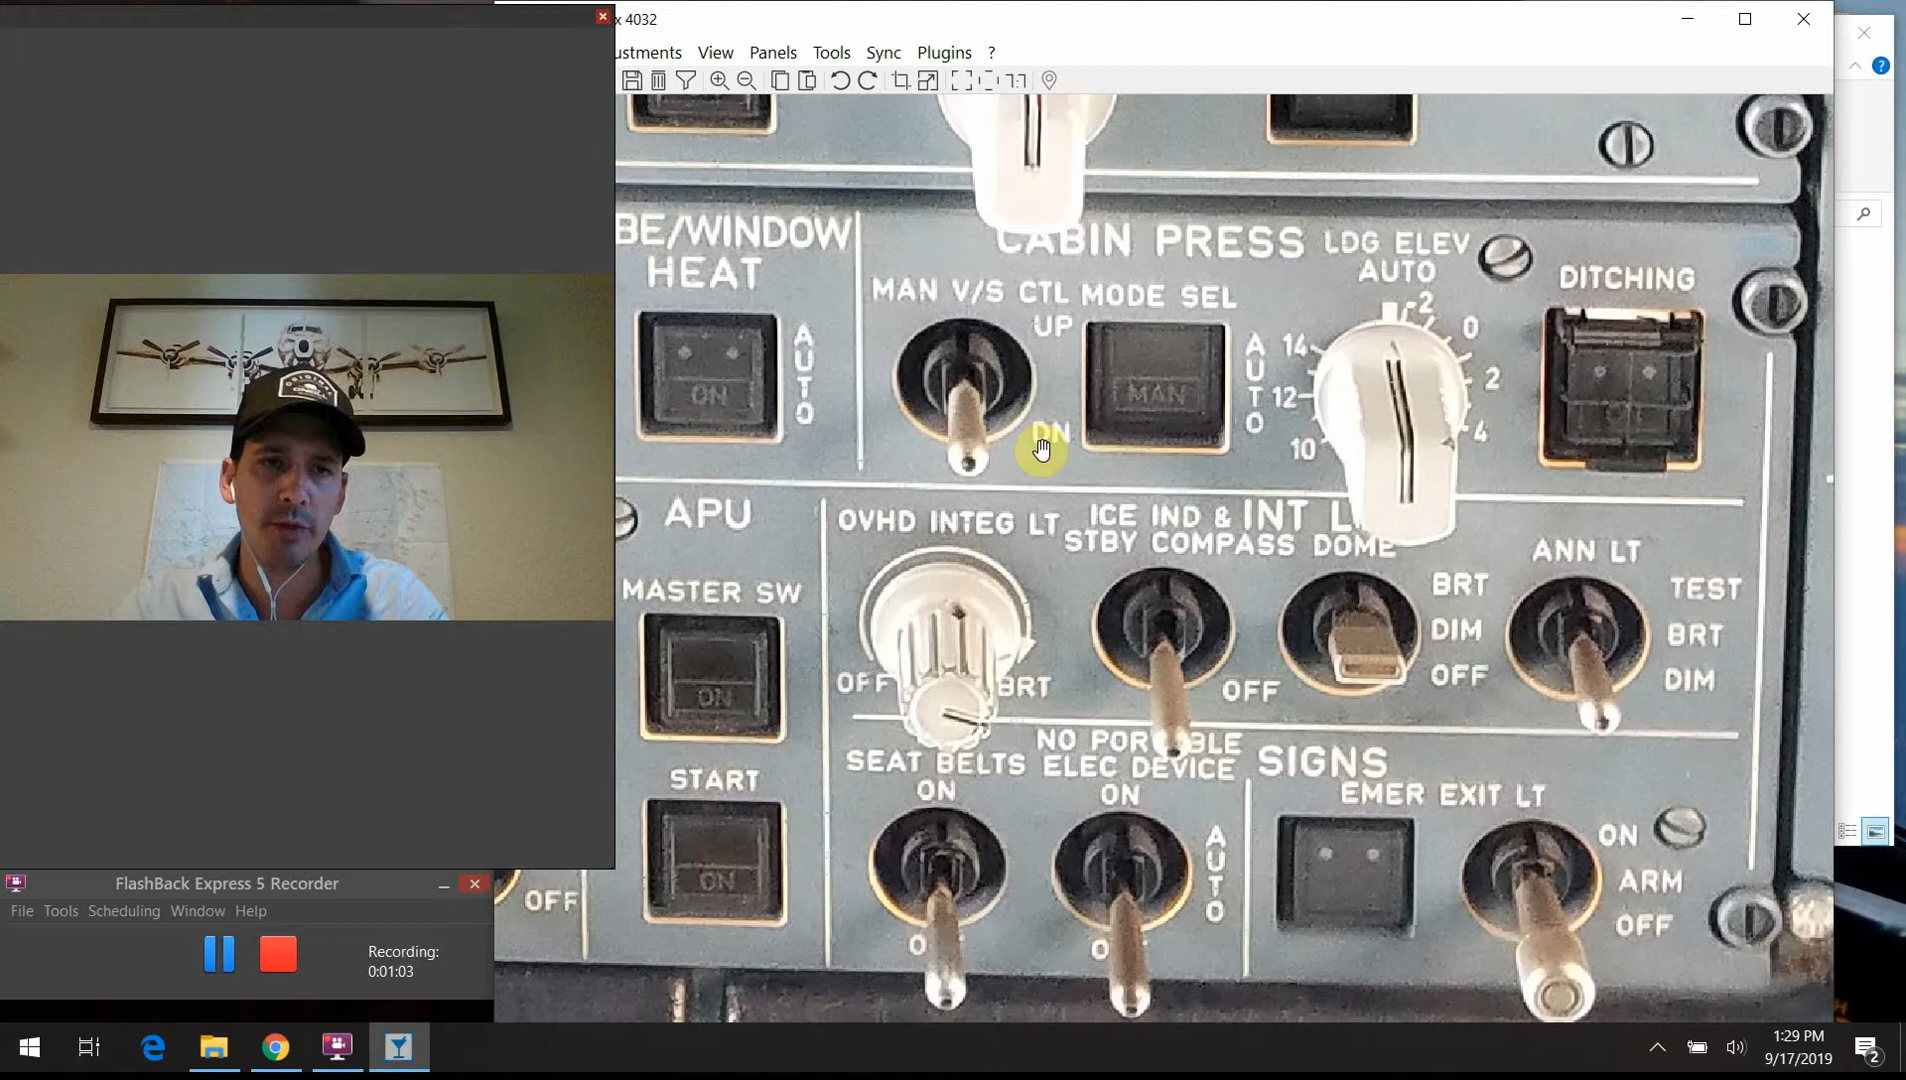 x 4032
ustments View Panels Tools Sync Plugins ?
BE/WINDOW
HEAT
ON
AUTO
CABIN PRESS
MAN V/S CTL
UP
DN
MODE SEL
MAN
AUTO
LDG ELEV
AUTO
-2
0
2
4
10
12
14
DITCHING
APU
MASTER SW
ON
START
ON
OVHD INTEG LT
OFF
BRT
ICE IND &
STBY COMPASS
OFF
INT
DOME
BRT
DIM
OFF
ANN LT
TEST
BRT
DIM
SEAT BELTS
ON
NO
ELEC DEVICE
ON
AUTO
SIGNS
EMER EXIT LT
ON
ARM
OFF
OFF
FlashBack Express 5 Recorder
File Tools Scheduling Window Help
Recording:
0:01:03
1:29 PM
9/17/2019
2